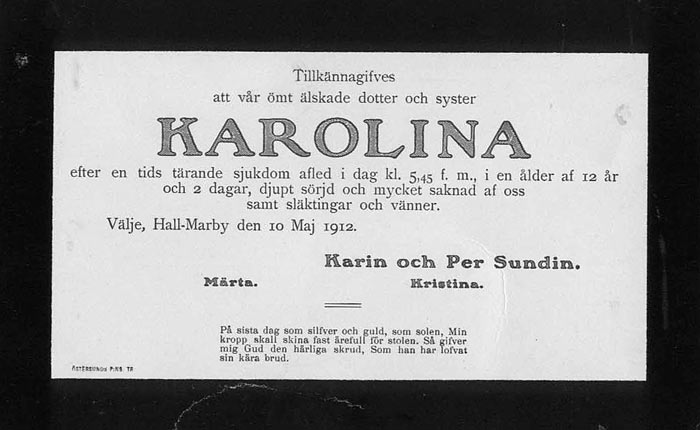 Tillkännagifves
att vår ömt älskade dotter och syster
KAROLINA
efter en tids tärande sjukdom afled i dag kl. 5,45 f. m., i en ålder af 12 år
och 2 dagar, djupt sörjd och mycket saknad af oss
samt släktingar och vänner.
Välje, Hall-Marby den 10 Maj 1912.
Karin och Per Sundin.
Märta. Kristina.
På sista dag som silfver och guld, som solen, Min
kropp skall skina fast ärefull för stolen. Så gifver
mig Gud den härliga skrud, Som han har lofvat
sin kära brud.
ÖSTERSUNDS P:NS. TR